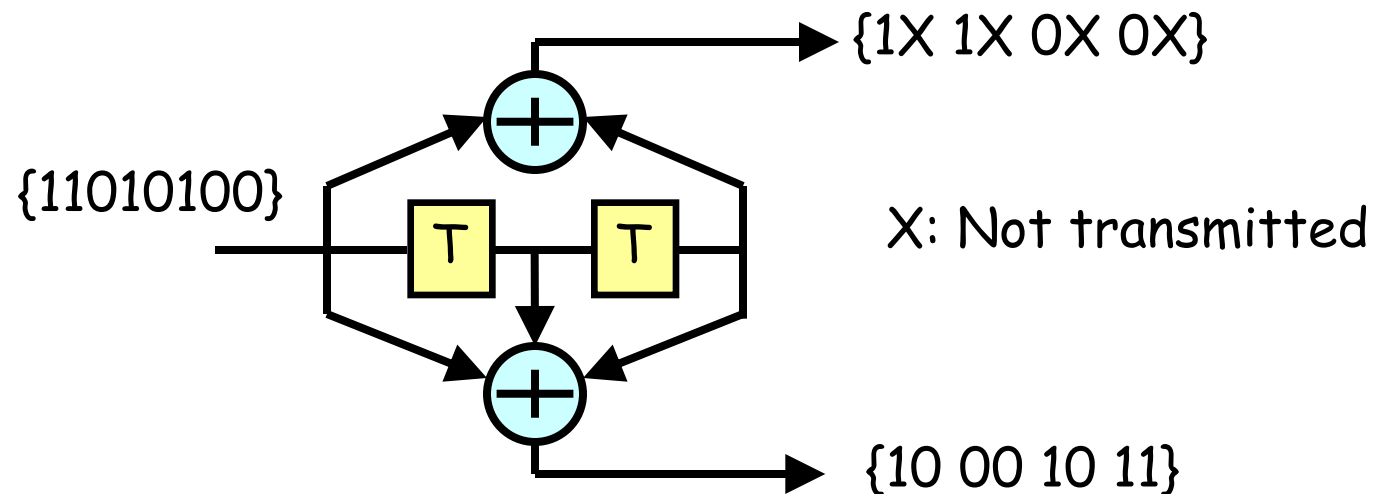 {1X 1X 0X 0X}
{11010100}
T T
X: Not transmitted
{10 00 10 11}